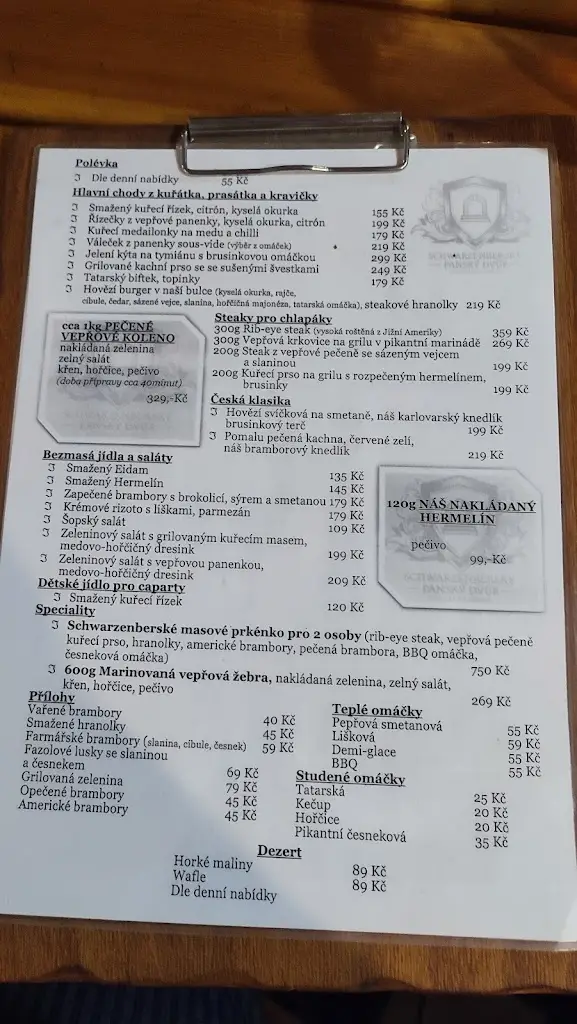 Polévka
Dle denní nabídky 55 Kč
Hlavní chody z kuřátka, prasátka a kravičky
Smažený kuřecí řízek, citrón, kyselá okurka 155 Kč
Řízečky z vepřové panenky, kyselá okurka, citrón 199 Kč
Kuřecí medailonky na medu a chilli 179 Kč
Váleček z panenky sous-vide (výběr z omáček) 219 Kč
Jelení kýta na tymiánu s brusinkovou omáčkou 299 Kč
Grilované kachní prso se se sušenými švestkami 249 Kč
Tatarský biftek, topinky 179 Kč
Hovězí burger v naší bulce (kyselá okurka, rajče,
cibule, čedar, sázené vejce, slanina, hořčičná majonéza, tatarská omáčka), steakové hranolky 219 Kč
SCHWARZENBERSKÝ
PANSKÝ DVŮR
cca 1kg PEČENÉ
VEPŘOVÉ KOLENO
nakládaná zelenina
zelný salát
křen, hořčice, pečivo
(doba přípravy cca 40minut)
329,-Kč
Steaky pro chlapáky
300g Rib-eye steak (vysoká roštěná z Jižní Ameriky) 359 Kč
300g Vepřová krkovice na grilu v pikantní marinádě 269 Kč
200g Steak z vepřové pečeně se sázeným vejcem
a slaninou 199 Kč
200g Kuřecí prso na grilu s rozpečeným hermelínem,
brusinky 199 Kč
Česká klasika
Hovězí svíčková na smetaně, náš karlovarský knedlík
brusinkový terč 199 Kč
Pomalu pečená kachna, červené zelí,
náš bramborový knedlík 219 Kč
Bezmasá jídla a saláty
Smažený Eidam 135 Kč
Smažený Hermelín 145 Kč
Zapečené brambory s brokolicí, sýrem a smetanou 179 Kč
Krémové rizoto s liškami, parmezán 179 Kč
Šopský salát 109 Kč
Zeleninový salát s grilovaným kuřecím masem,
medovo-hořčičný dresink 199 Kč
Zeleninový salát s vepřovou panenkou,
medovo-hořčičný dresink 209 Kč
120g NÁŠ NAKLÁDANÝ
HERMELÍN
pečivo
99,-Kč
Dětské jídlo pro caparty
Smažený kuřecí řízek 120 Kč
Speciality
Schwarzenberské masové prkénko pro 2 osoby (rib-eye steak, vepřová pečeně
kuřecí prso, hranolky, americké brambory, pečená brambora, BBQ omáčka,
česneková omáčka) 750 Kč
600g Marinovaná vepřová žebra, nakládaná zelenina, zelný salát,
křen, hořčice, pečivo 269 Kč
Přílohy
Vařené brambory 40 Kč
Smažené hranolky 45 Kč
Farmářské brambory (slanina, cibule, česnek) 59 Kč
Fazolové lusky se slaninou
a česnekem 69 Kč
Grilovaná zelenina 79 Kč
Opečené brambory 45 Kč
Americké brambory 45 Kč
Teplé omáčky
Pepřová smetanová 55 Kč
Lišková 59 Kč
Demi-glace 55 Kč
BBQ 55 Kč
Studené omáčky
Tatarská 25 Kč
Kečup 20 Kč
Hořčice 20 Kč
Pikantní česneková 35 Kč
Dezert
Horké maliny 89 Kč
Wafle 89 Kč
Dle denní nabídky